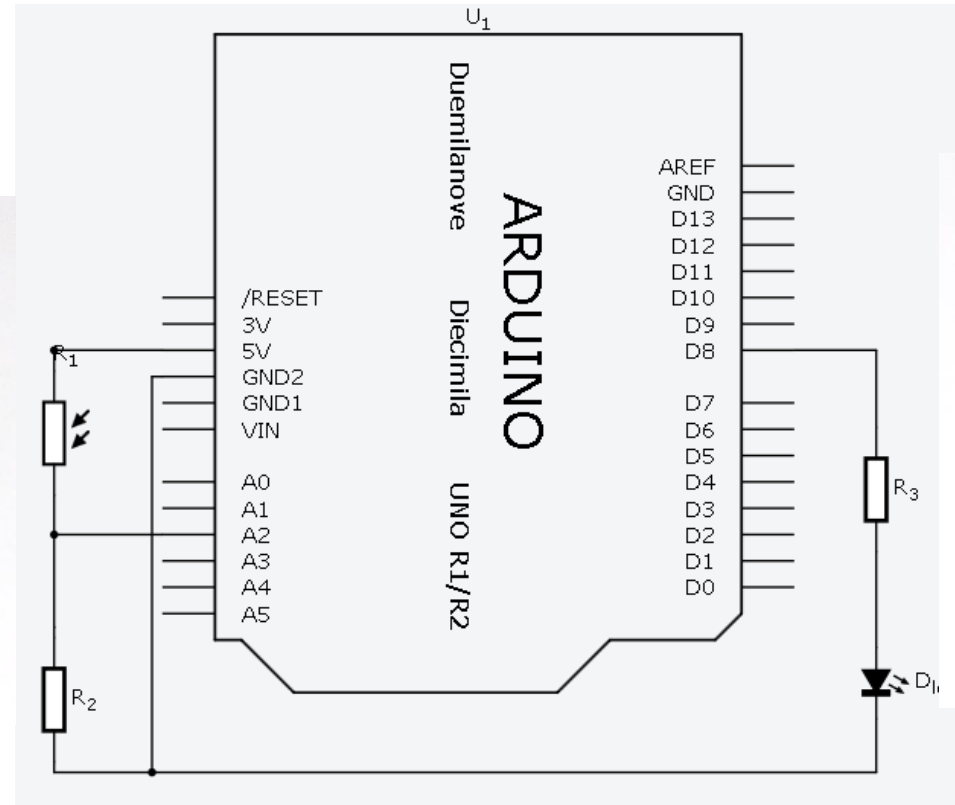 U1
Duemilanove
Diecimila
UNO R1/R2
ARDUINO
/RESET
3V
5V
GND2
GND1
VIN
A0
A1
A2
A3
A4
A5
AREF
GND
D13
D12
D11
D10
D9
D8
D7
D6
D5
D4
D3
D2
D1
D0
R1
R2
R3